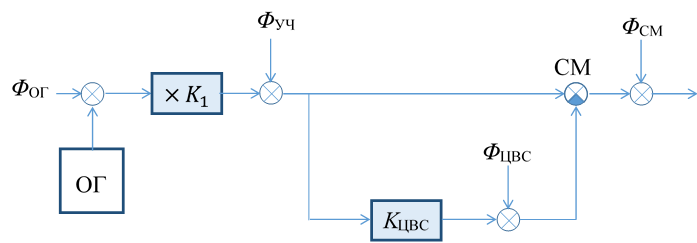 Φ_УЧ
Φ_СМ
СМ
Φ_ОГ
× K_1
ОГ
Φ_ЦВС
K_ЦВС